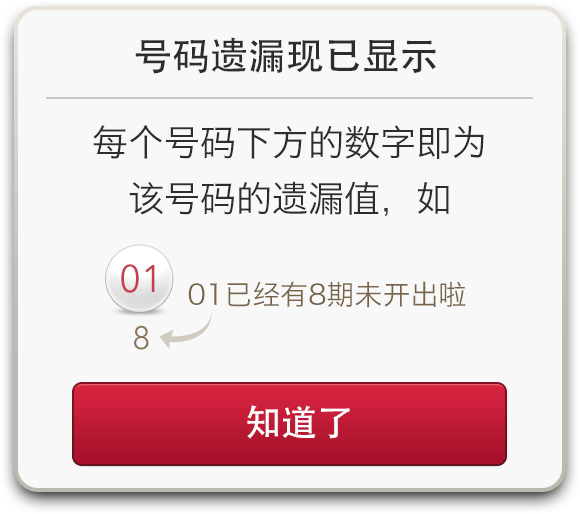 号码遗漏现已显示
每个号码下方的数字即为
该号码的遗漏值，如
01
01已经有8期未开出啦
8
知道了